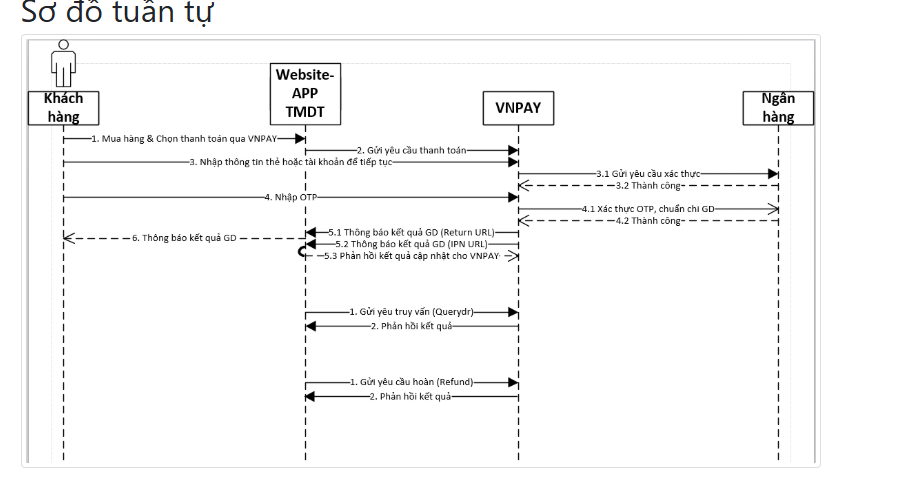 Sơ đồ tuần tự
Khách
hàng
Website-
APP
TMDT
VNPAY
Ngân
hàng
1. Mua hàng & Chọn thanh toán qua VNPAY
2. Gửi yêu cầu thanh toán
3. Nhập thông tin thẻ hoặc tài khoản để tiếp tục
3.1 Gửi yêu cầu xác thực
3.2 Thành công
4. Nhập OTP
4.1 Xác thực OTP, chuẩn chi GD
4.2 Thành công
5.1 Thông báo kết quả GD (Return URL)
6. Thông báo kết quả GD
5.2 Thông báo kết quả GD (IPN URL)
5.3 Phản hồi kết quả cập nhật cho VNPAY
1. Gửi yêu truy vấn (Querydr)
2. Phản hồi kết quả
1. Gửi yêu cầu hoàn (Refund)
2. Phản hồi kết quả